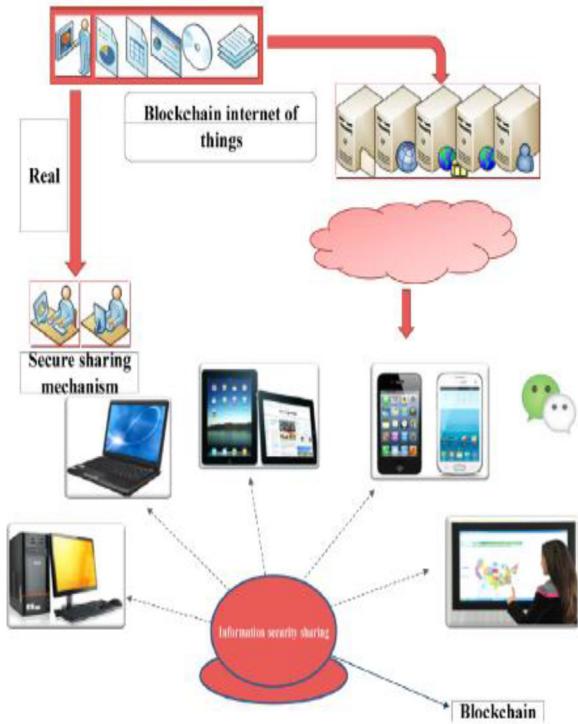 Blockchain internet of
things
Real
Secure sharing
mechanism
Information security sharing
Blockchain